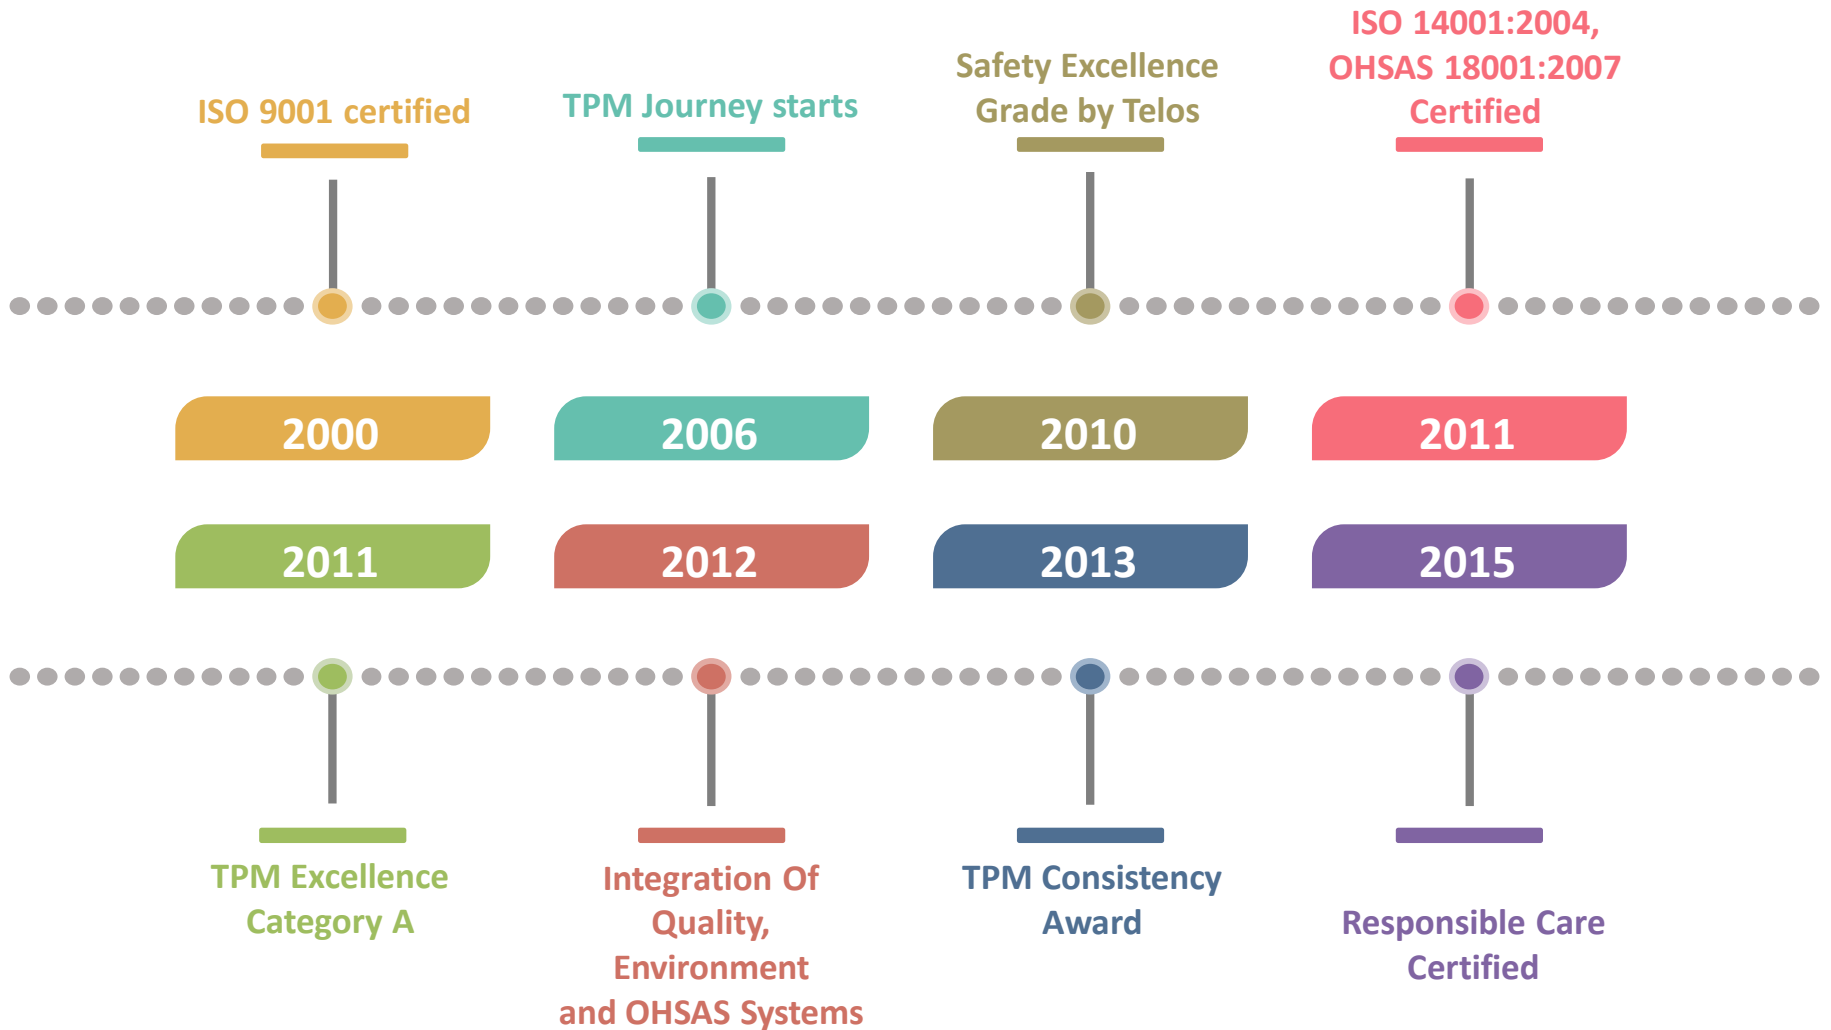 ISO 9001 certified
TPM Journey starts
Safety Excellence
Grade by Telos
ISO 14001:2004,
OHSAS 18001:2007
Certified
2000
2006
2010
2011
2011
2012
2013
2015
TPM Excellence
Category A
Integration Of
Quality,
Environment
and OHSAS Systems
TPM Consistency
Award
Responsible Care
Certified